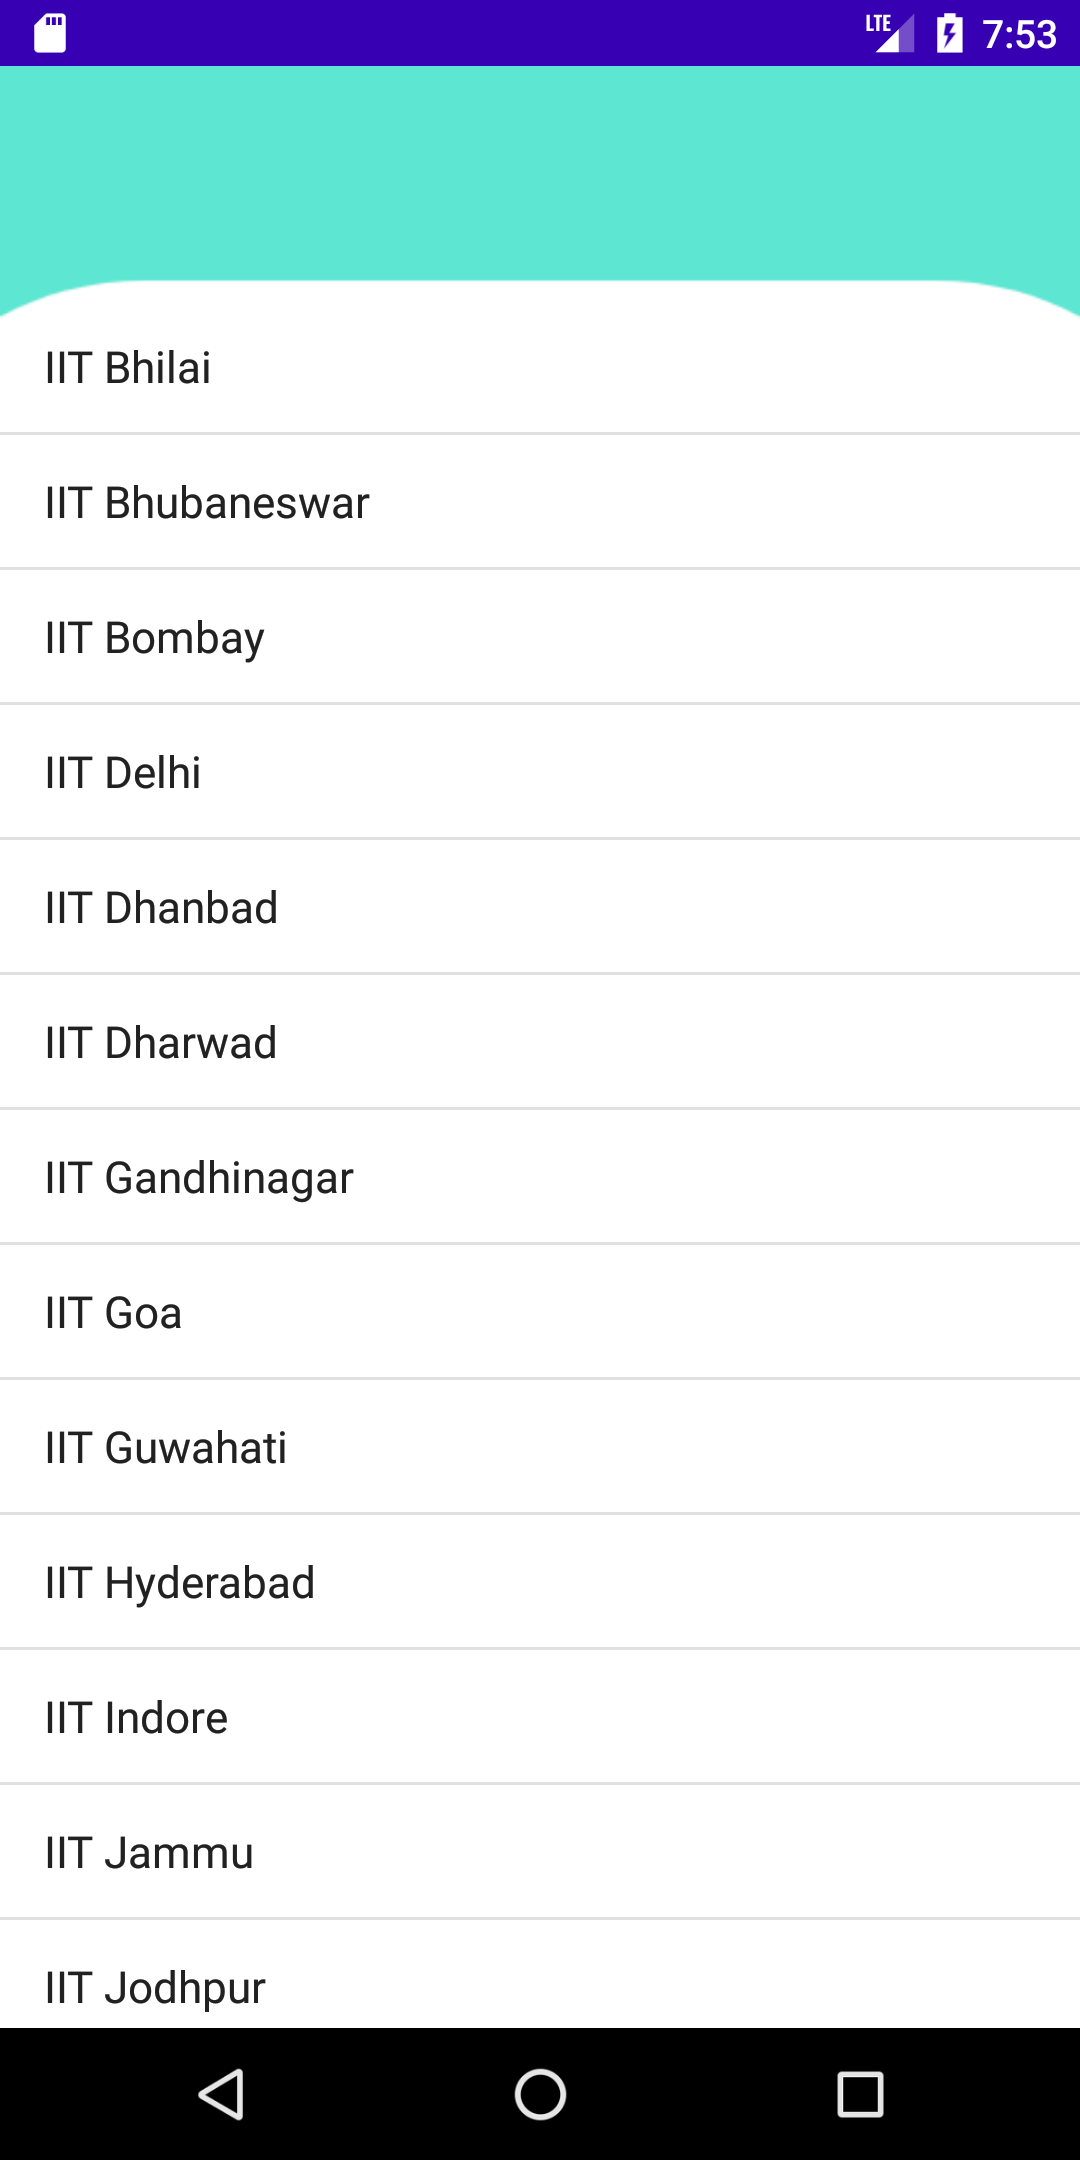 LTE 7:53
IIT Bhilai
IIT Bhubaneswar
IIT Bombay
IIT Delhi
IIT Dhanbad
IIT Dharwad
IIT Gandhinagar
IIT Goa
IIT Guwahati
IIT Hyderabad
IIT Indore
IIT Jammu
IIT Jodhpur